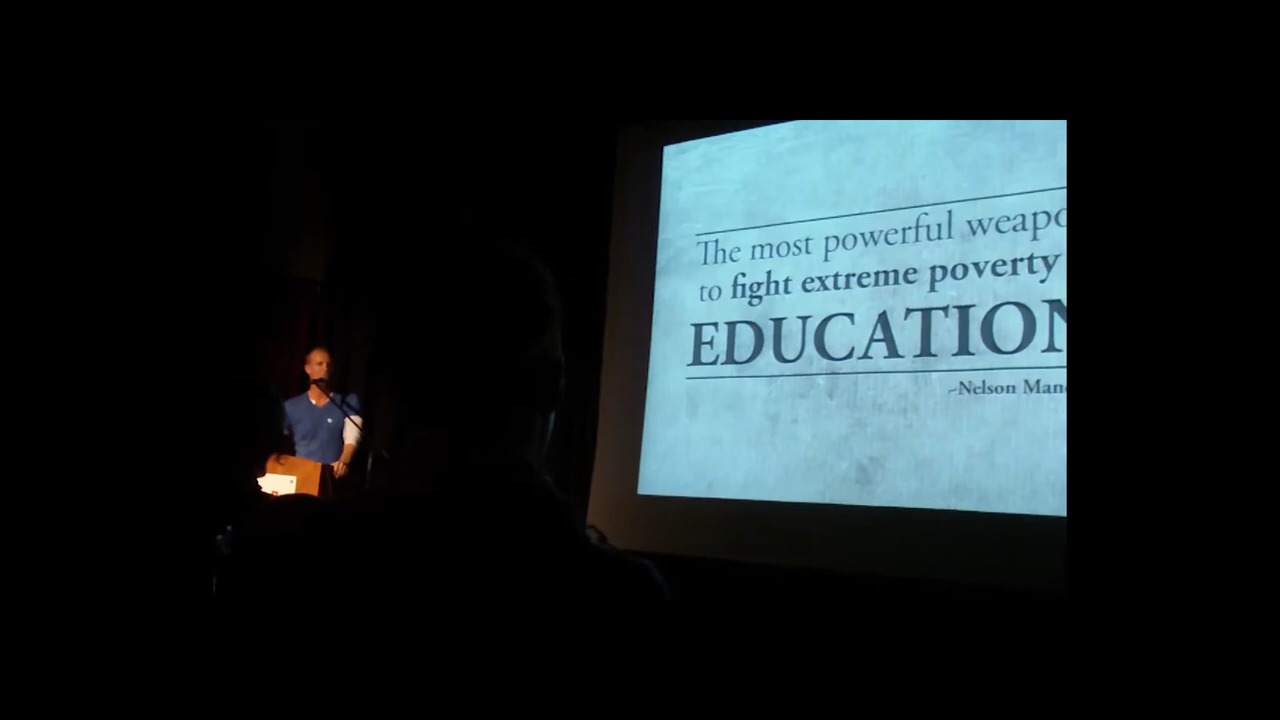 The most powerful weapo
to fight extreme poverty
EDUCATION
~Nelson Man